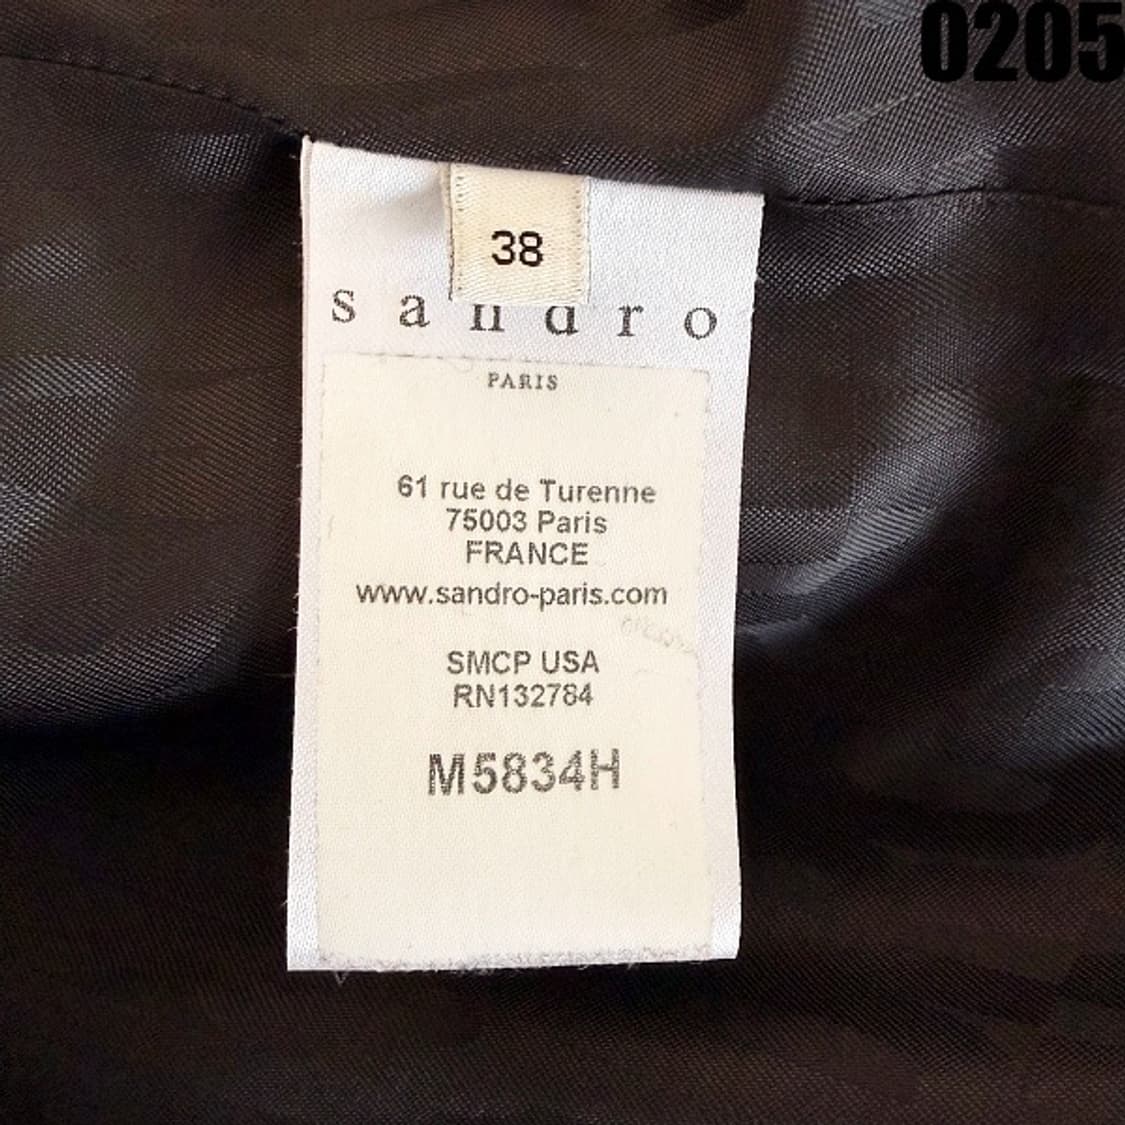 0205
38
sandro
PARIS
61 rue de Turenne
75003 Paris
FRANCE
www.sandro-paris.com
SMCP USA
RN132784
M5834H